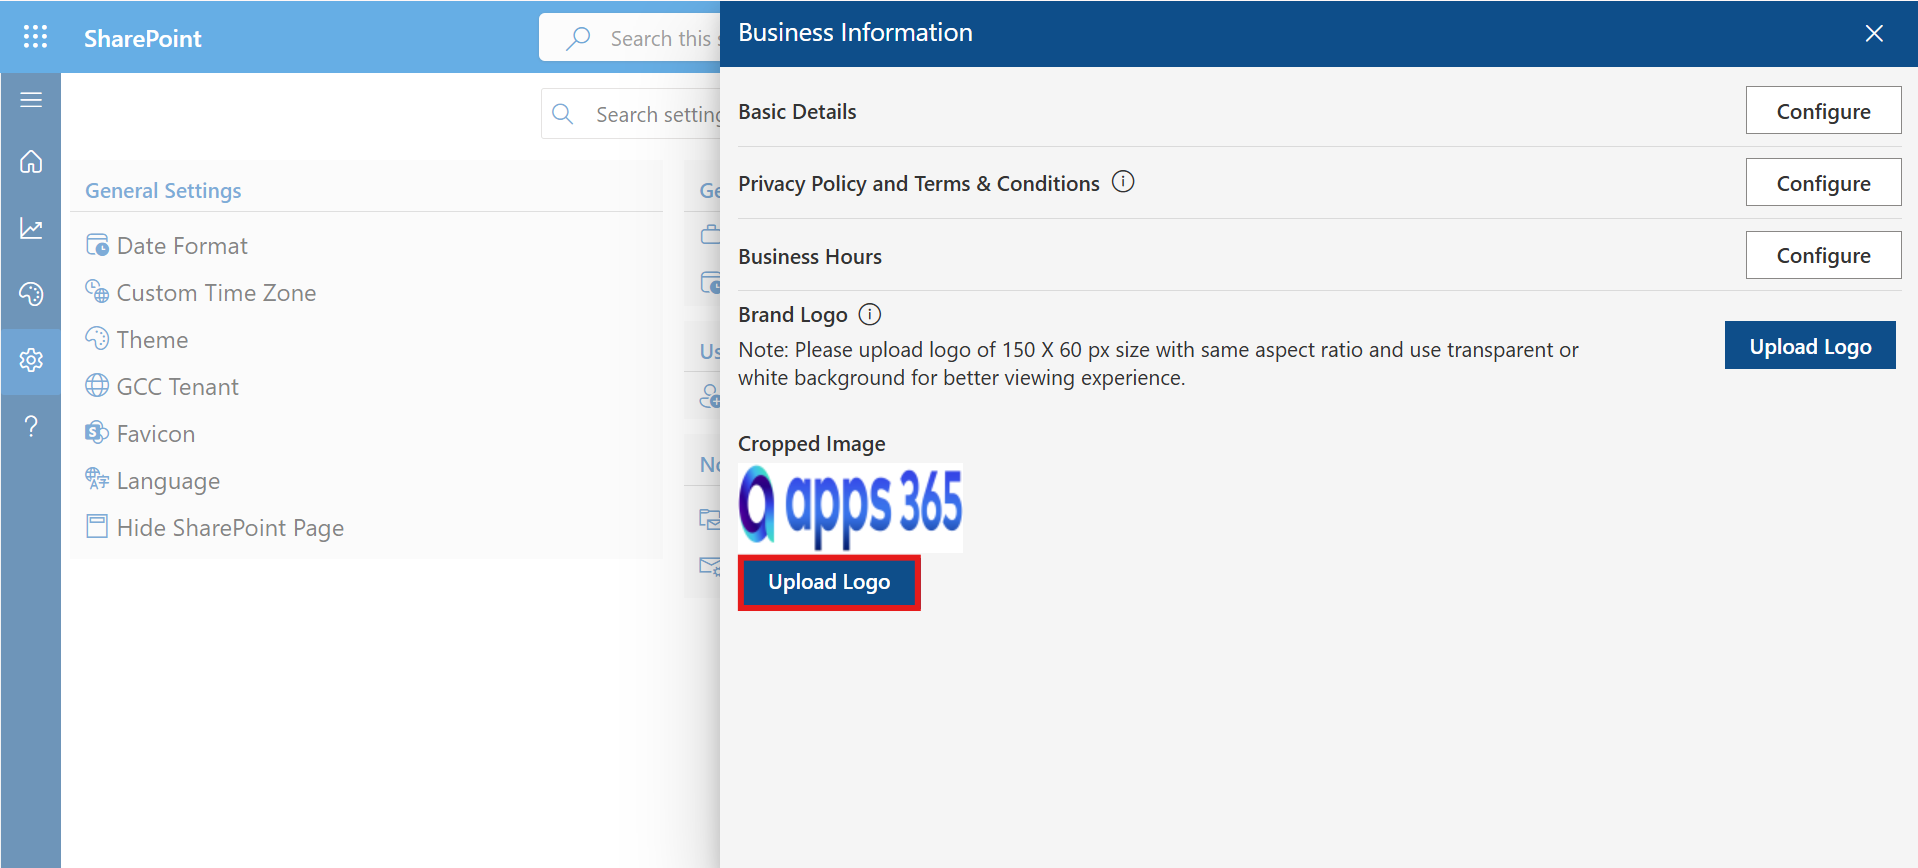 SharePoint
Search this
Search setting
General Settings
Date Format
Custom Time Zone
Theme
GCC Tenant
Favicon
Language
Hide SharePoint Page
Ge
Us
No
Business Information
Basic Details
Configure
Privacy Policy and Terms & Conditions
Configure
Business Hours
Configure
Brand Logo
Note: Please upload logo of 150 X 60 px size with same aspect ratio and use transparent or
white background for better viewing experience.
Upload Logo
Cropped Image
apps 365
Upload Logo